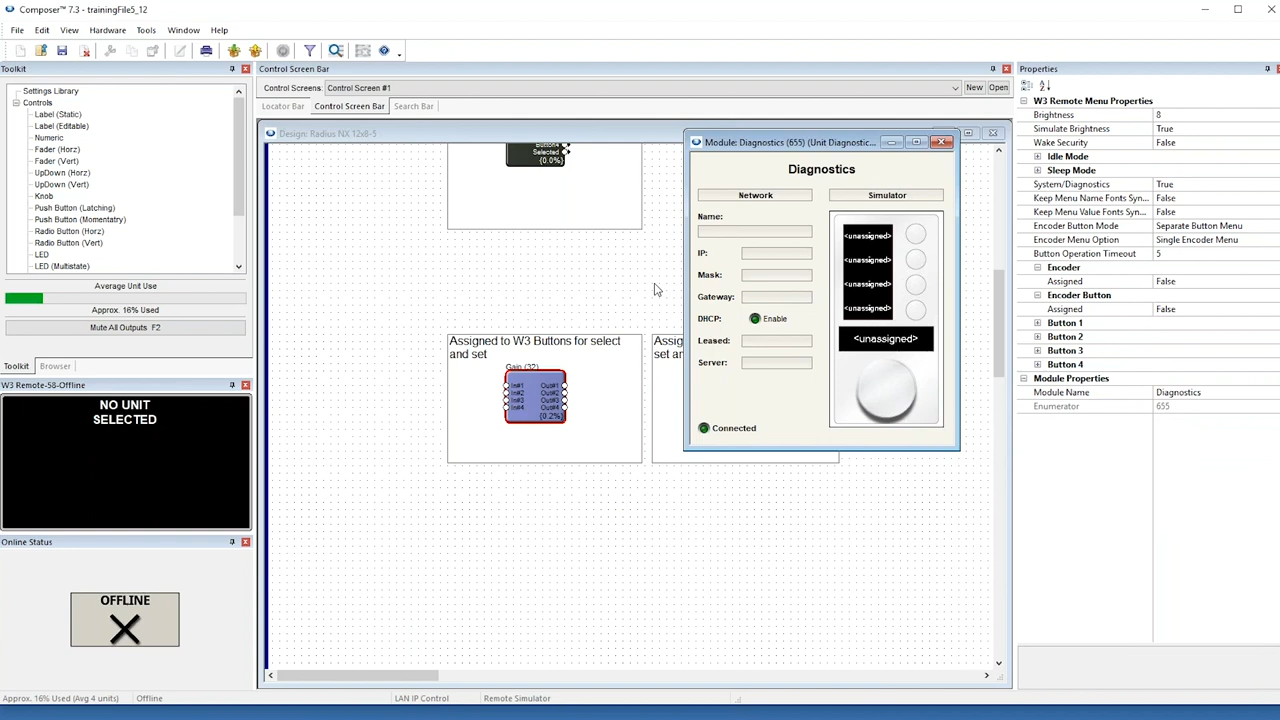 Composer™ 7.3 - trainingFile5_12
File Edit View Hardware Tools Window Help
Toolkit
Settings Library
Controls
Label (Static)
Label (Editable)
Numeric
Fader (Horz)
Fader (Vert)
UpDown (Horz)
UpDown (Vert)
Knob
Push Button (Latching)
Push Button (Momentatry)
Radio Button (Horz)
Radio Button (Vert)
LED
LED (Multistate)
Average Unit Use
Approx. 16% Used
Mute All Outputs F2
Toolkit Browser
W3 Remote-58-Offline
NO UNIT
SELECTED
Online Status
OFFLINE
Control Screen Bar
Control Screens: Control Screen #1 New Open
Locator Bar Control Screen Bar Search Bar
Design: Radius NX 12x8-5
Selected
{0.0%}
Assigned to W3 Buttons for select
and set
Gain (32)
In#1 Out#1
In#2 Out#2
In#3 Out#3
In#4 Out#4
{0.2%}
Assig
set an
Module: Diagnostics (655) (Unit Diagnostic...
Diagnostics
Network
Simulator
Name:
IP:
Mask:
Gateway:
DHCP: Enable
Leased:
Server:
Connected
<unassigned>
<unassigned>
<unassigned>
<unassigned>
<unassigned>
Properties
W3 Remote Menu Properties
Brightness 8
Simulate Brightness True
Wake Security False
Idle Mode
Sleep Mode
System/Diagnostics True
Keep Menu Name Fonts Syn... False
Keep Menu Value Fonts Syn... False
Encoder Button Mode Separate Button Menu
Encoder Menu Option Single Encoder Menu
Button Operation Timeout 5
Encoder
Assigned False
Encoder Button
Assigned False
Button 1
Button 2
Button 3
Button 4
Module Properties
Module Name Diagnostics
Enumerator 655
Approx. 16% Used (Avg 4 units) Offline LAN IP Control Remote Simulator